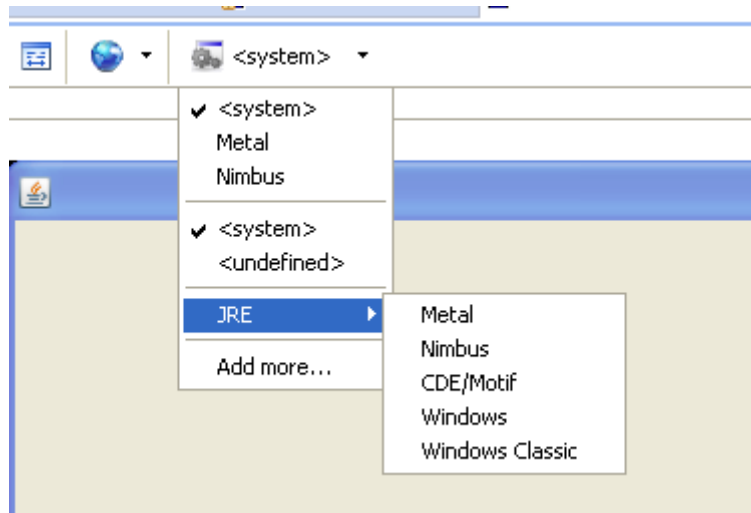 <system>
<system>
Metal
Nimbus
<system>
<undefined>
JRE
Add more...
Metal
Nimbus
CDE/Motif
Windows
Windows Classic